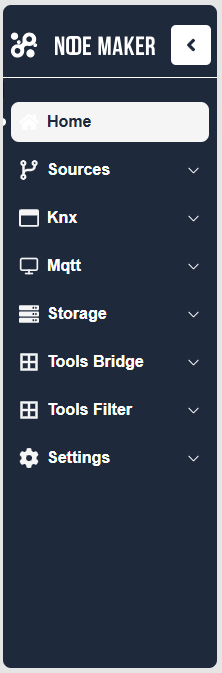 NODE MAKER
Home
Sources
Knx
Mqtt
Storage
Tools Bridge
Tools Filter
Settings